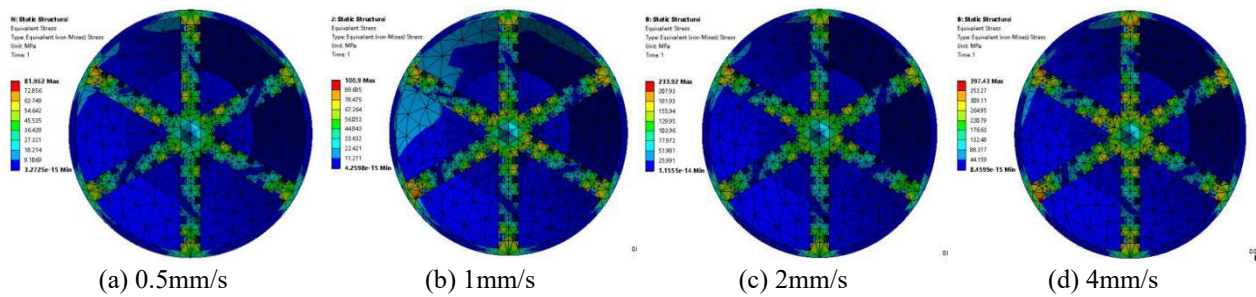 N: Static Structural
Equivalent Stress
Type: Equivalent (von-Mises) Stress
Unit: MPa
Time: 1
81.962 Max
72.856
63.749
54.642
45.535
36.428
27.321
18.214
9.1069
3.2725e-15 Min
(a) 0.5mm/s
J: Static Structural
Equivalent Stress
Type: Equivalent (von-Mises) Stress
Unit: MPa
Time: 1
100.9 Max
89.685
78.475
67.264
56.053
44.843
33.632
22.421
11.211
4.2598e-15 Min
(b) 1mm/s
B: Static Structural
Equivalent Stress
Type: Equivalent (von-Mises) Stress
Unit: MPa
Time: 1
233.92 Max
207.93
181.93
155.94
129.95
103.96
77.972
51.981
25.991
1.1551e-14 Min
(c) 2mm/s
B: Static Structural
Equivalent Stress
Type: Equivalent (von-Mises) Stress
Unit: MPa
Time: 1
397.43 Max
353.27
309.11
264.95
220.79
176.63
132.48
88.317
44.159
8.4599e-15 Min
(d) 4mm/s